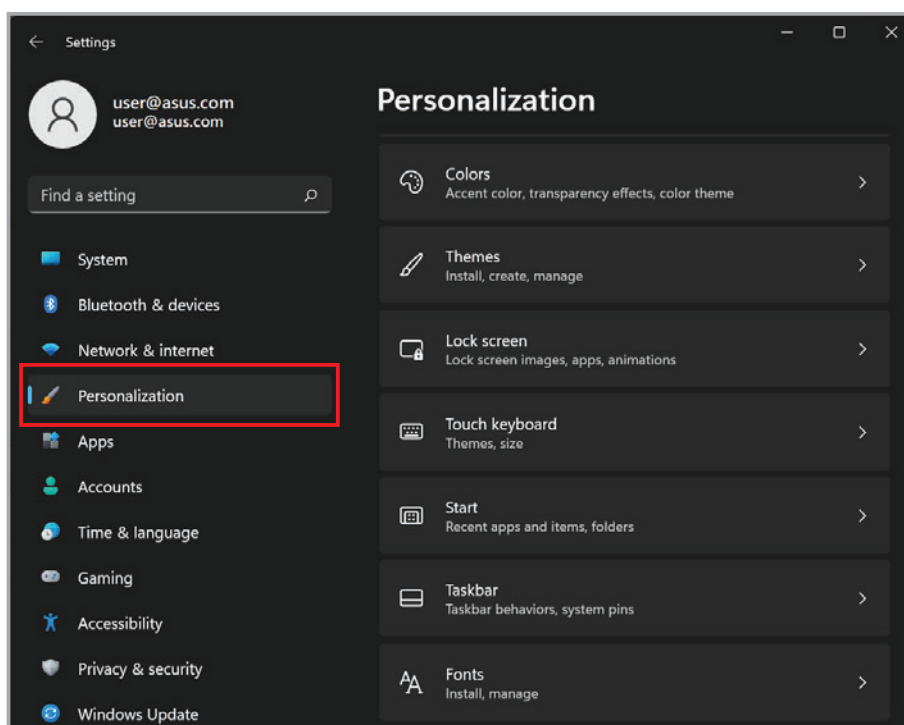 Settings
user@asus.com
user@asus.com
Find a setting
System
Bluetooth & devices
Network & internet
Personalization
Apps
Accounts
Time & language
Gaming
Accessibility
Privacy & security
Windows Update
Personalization
Colors
Accent color, transparency effects, color theme
Themes
Install, create, manage
Lock screen
Lock screen images, apps, animations
Touch keyboard
Themes, size
Start
Recent apps and items, folders
Taskbar
Taskbar behaviors, system pins
Fonts
Install, manage